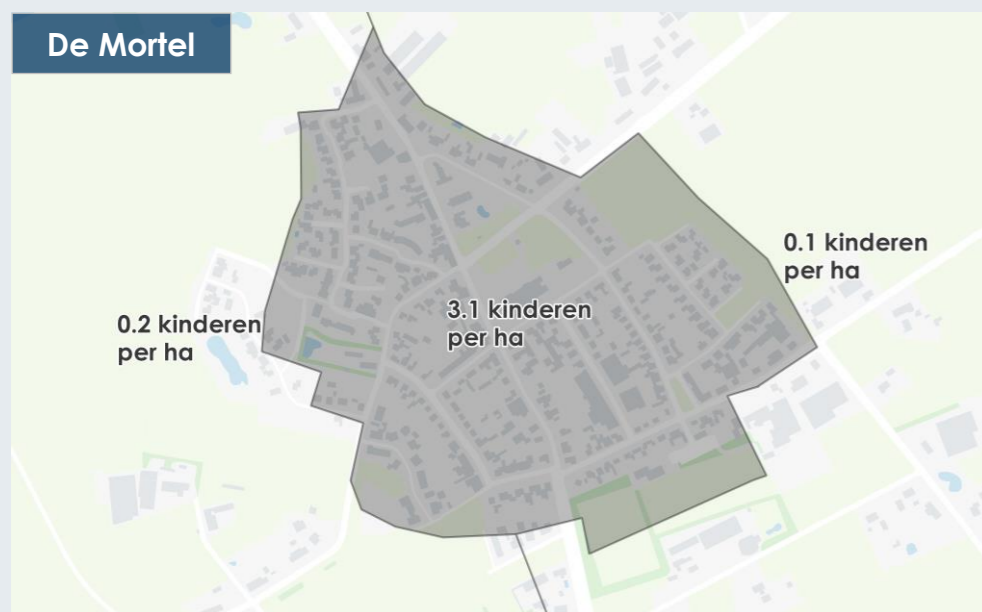 De Mortel
0.1 kinderen
per ha
3.1 kinderen
per ha
0.2 kinderen
per ha